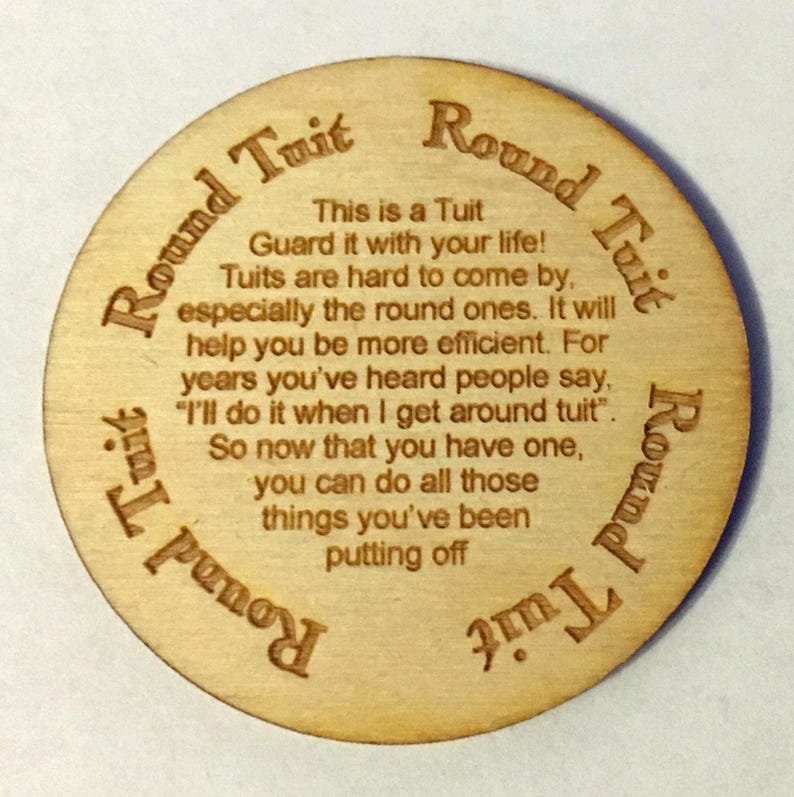 Round Tuit
Round Tuit
Round Tuit
Round Tuit
This is a Tuit
Guard it with your life!
Tuits are hard to come by,
especially the round ones. It will
help you be more efficient. For
years you've heard people say,
“I'll do it when I get around tuit”.
So now that you have one,
you can do all those
things you've been
putting off